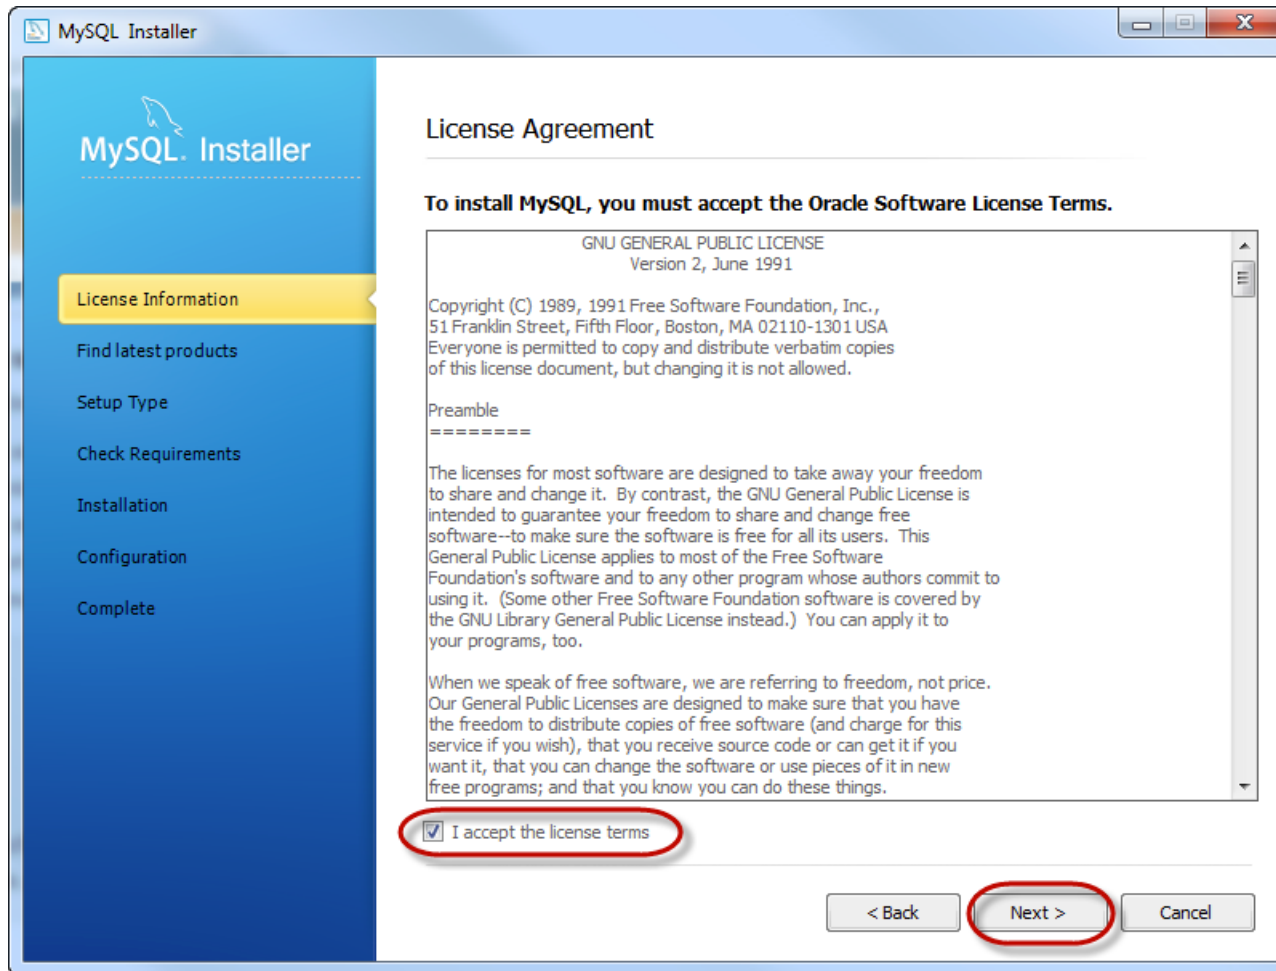 MySQL Installer
MySQL. Installer
License Information
Find latest products
Setup Type
Check Requirements
Installation
Configuration
Complete
License Agreement
To install MySQL, you must accept the Oracle Software License Terms.
GNU GENERAL PUBLIC LICENSE
Version 2, June 1991
Copyright (C) 1989, 1991 Free Software Foundation, Inc.,
51 Franklin Street, Fifth Floor, Boston, MA 02110-1301 USA
Everyone is permitted to copy and distribute verbatim copies
of this license document, but changing it is not allowed.
Preamble
========
The licenses for most software are designed to take away your freedom
to share and change it.  By contrast, the GNU General Public License is
intended to guarantee your freedom to share and change free
software--to make sure the software is free for all its users.  This
General Public License applies to most of the Free Software
Foundation's software and to any other program whose authors commit to
using it.  (Some other Free Software Foundation software is covered by
the GNU Library General Public License instead.)  You can apply it to
your programs, too.
When we speak of free software, we are referring to freedom, not price.
Our General Public Licenses are designed to make sure that you have
the freedom to distribute copies of free software (and charge for this
service if you wish), that you receive source code or can get it if you
want it, that you can change the software or use pieces of it in new
free programs; and that you know you can do these things.
I accept the license terms
< Back
Next >
Cancel